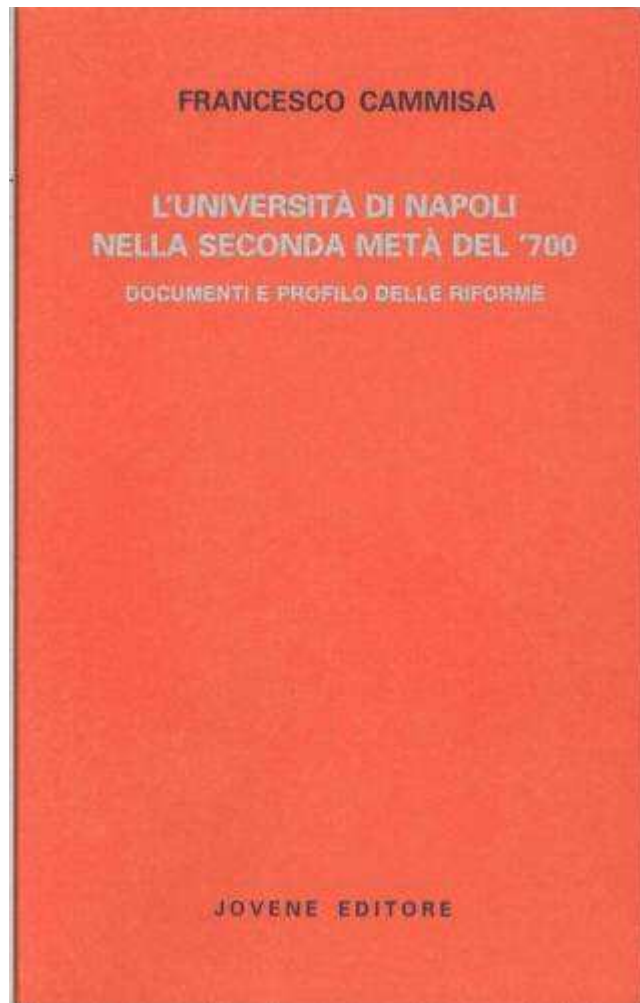 FRANCESCO CAMMISA
L'UNIVERSITÀ DI NAPOLI
NELLA SECONDA METÀ DEL '700
DOCUMENTI E PROFILO DELLE RIFORME
JOVENE EDITORE